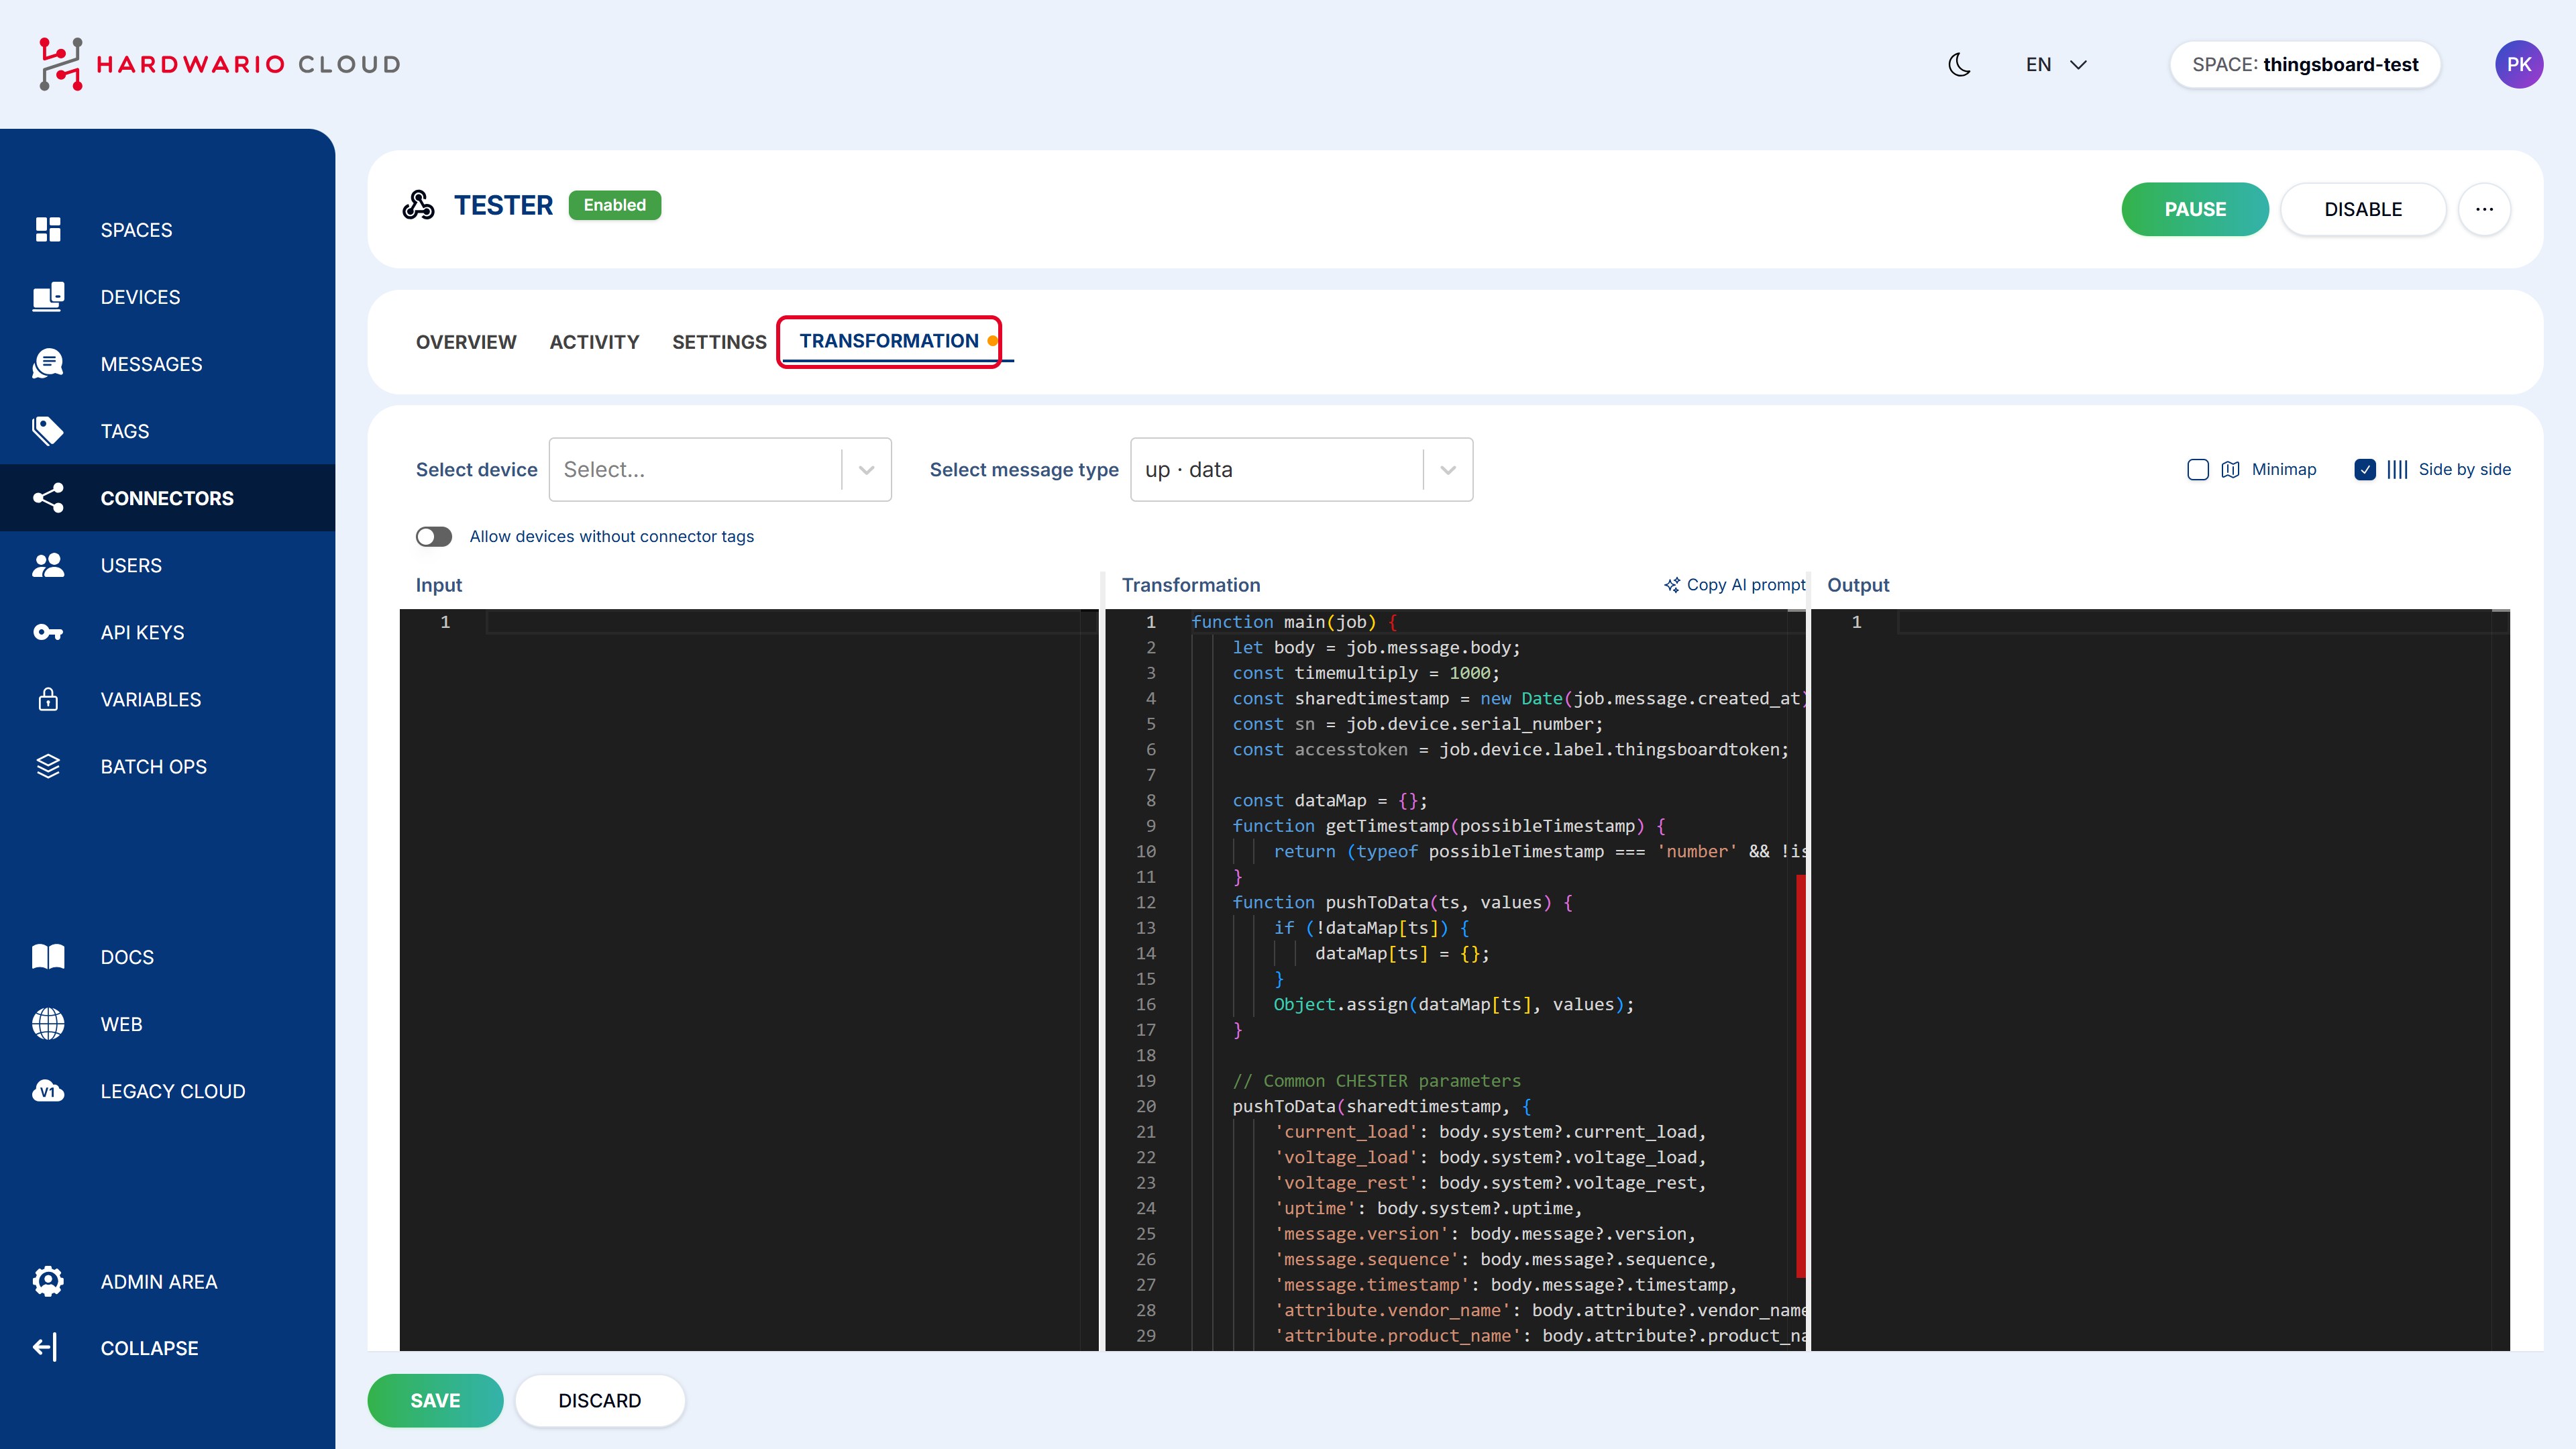 HARDWARIO CLOUD
EN
SPACE: thingsboard-test
PK
SPACES
DEVICES
MESSAGES
TAGS
CONNECTORS
USERS
API KEYS
VARIABLES
BATCH OPS
DOCS
WEB
V1
LEGACY CLOUD
ADMIN AREA
COLLAPSE
TESTER
Enabled
PAUSE
DISABLE
...
OVERVIEW
ACTIVITY
SETTINGS
TRANSFORMATION
Select device
Select...
Select message type
up · data
Minimap
Side by side
Allow devices without connector tags
Input
1
Transformation
Copy AI prompt
1 function main(job) {
2 let body = job.message.body;
3 const timemultiply = 1000;
4 const sharedtimestamp = new Date(job.message.created_at)
5 const sn = job.device.serial_number;
6 const accesstoken = job.device.label.thingsboardtoken;
7
8 const dataMap = {};
9 function getTimestamp(possibleTimestamp) {
10 return (typeof possibleTimestamp === 'number' && !is
11 }
12 function pushToData(ts, values) {
13 if (!dataMap[ts]) {
14 dataMap[ts] = {};
15 }
16 Object.assign(dataMap[ts], values);
17 }
18
19 // Common CHESTER parameters
20 pushToData(sharedtimestamp, {
21 'current_load': body.system?.current_load,
22 'voltage_load': body.system?.voltage_load,
23 'voltage_rest': body.system?.voltage_rest,
24 'uptime': body.system?.uptime,
25 'message.version': body.message?.version,
26 'message.sequence': body.message?.sequence,
27 'message.timestamp': body.message?.timestamp,
28 'attribute.vendor_name': body.attribute?.vendor_name
29 'attribute.product_name': body.attribute?.product_na
Output
1
SAVE
DISCARD